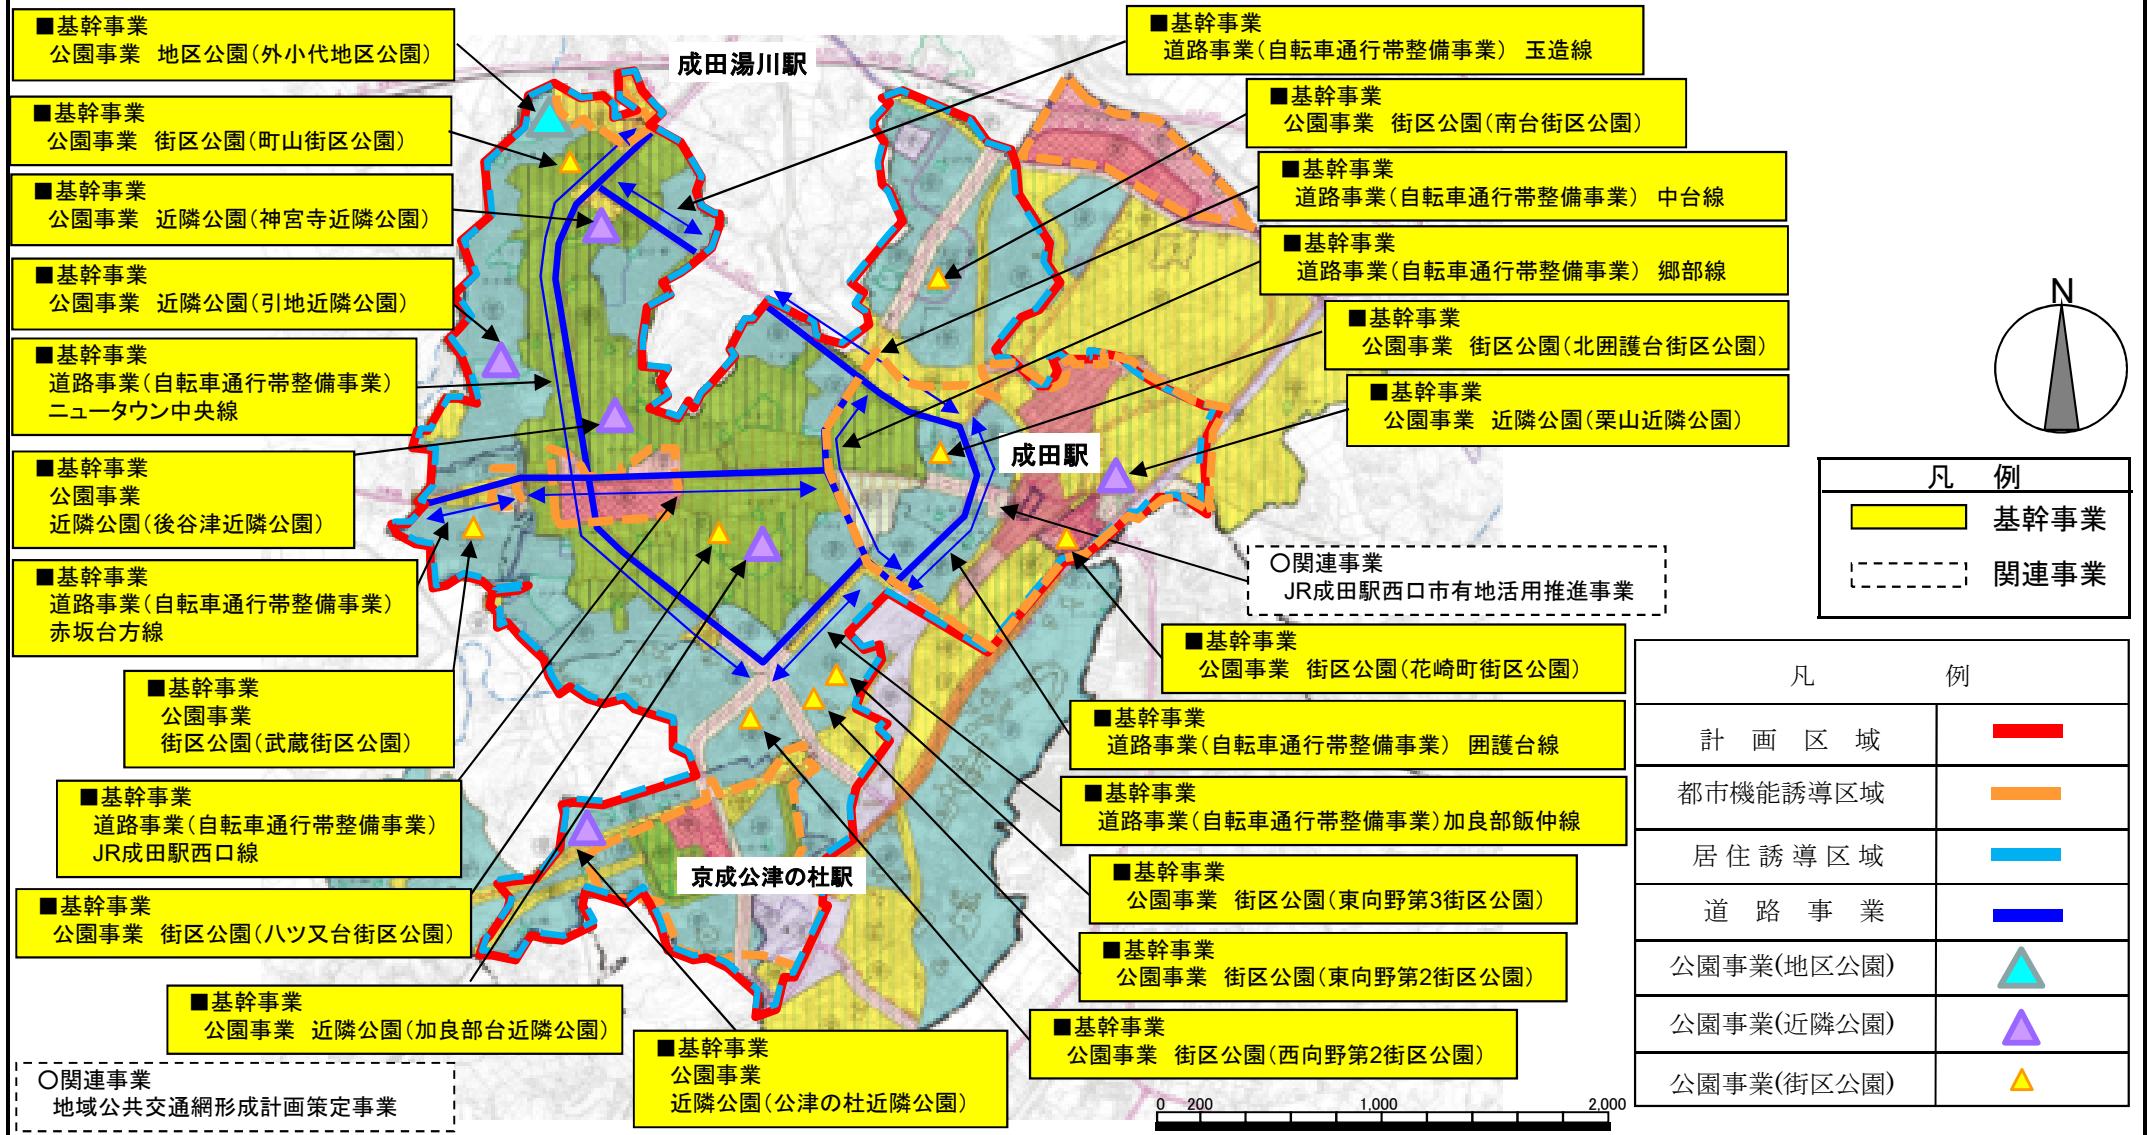 ■基幹事業
公園事業 地区公園(外小代地区公園)
■基幹事業
公園事業 街区公園(町山街区公園)
■基幹事業
公園事業 近隣公園(神宮寺近隣公園)
■基幹事業
公園事業 近隣公園(引地近隣公園)
■基幹事業
道路事業(自転車通行帯整備事業)
ニュータウン中央線
■基幹事業
公園事業
近隣公園(後谷津近隣公園)
■基幹事業
道路事業(自転車通行帯整備事業)
赤坂台方線
■基幹事業
公園事業
街区公園(武蔵街区公園)
■基幹事業
道路事業(自転車通行帯整備事業)
JR成田駅西口線
■基幹事業
公園事業 街区公園(八ツ又台街区公園)
■基幹事業
公園事業 近隣公園(加良部台近隣公園)
○関連事業
地域公共交通網形成計画策定事業
■基幹事業
公園事業
近隣公園(公津の杜近隣公園)
成田湯川駅
成田駅
京成公津の杜駅
■基幹事業
道路事業(自転車通行帯整備事業) 玉造線
■基幹事業
公園事業 街区公園(南台街区公園)
■基幹事業
道路事業(自転車通行帯整備事業) 中台線
■基幹事業
道路事業(自転車通行帯整備事業) 郷部線
■基幹事業
公園事業 街区公園(北囲護台街区公園)
■基幹事業
公園事業 近隣公園(栗山近隣公園)
○関連事業
JR成田駅西口市有地活用推進事業
■基幹事業
公園事業 街区公園(花崎町街区公園)
■基幹事業
道路事業(自転車通行帯整備事業) 囲護台線
■基幹事業
道路事業(自転車通行帯整備事業)加良部飯仲線
■基幹事業
公園事業 街区公園(東向野第3街区公園)
■基幹事業
公園事業 街区公園(東向野第2街区公園)
■基幹事業
公園事業 街区公園(西向野第2街区公園)
0 200 1,000 2,000
N
凡 例
基幹事業
関連事業
凡 例
計画区域
都市機能誘導区域
居住誘導区域
道路事業
公園事業(地区公園)
公園事業(近隣公園)
公園事業(街区公園)